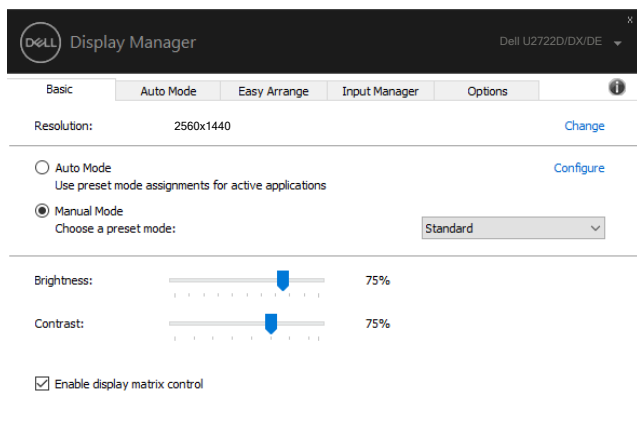 DELL Display Manager
Dell U2722D/DX/DE
x
Basic Auto Mode Easy Arrange Input Manager Options
Resolution: 2560x1440 Change
Auto Mode Configure
Use preset mode assignments for active applications
Manual Mode
Choose a preset mode: Standard
Brightness: 75%
Contrast: 75%
Enable display matrix control